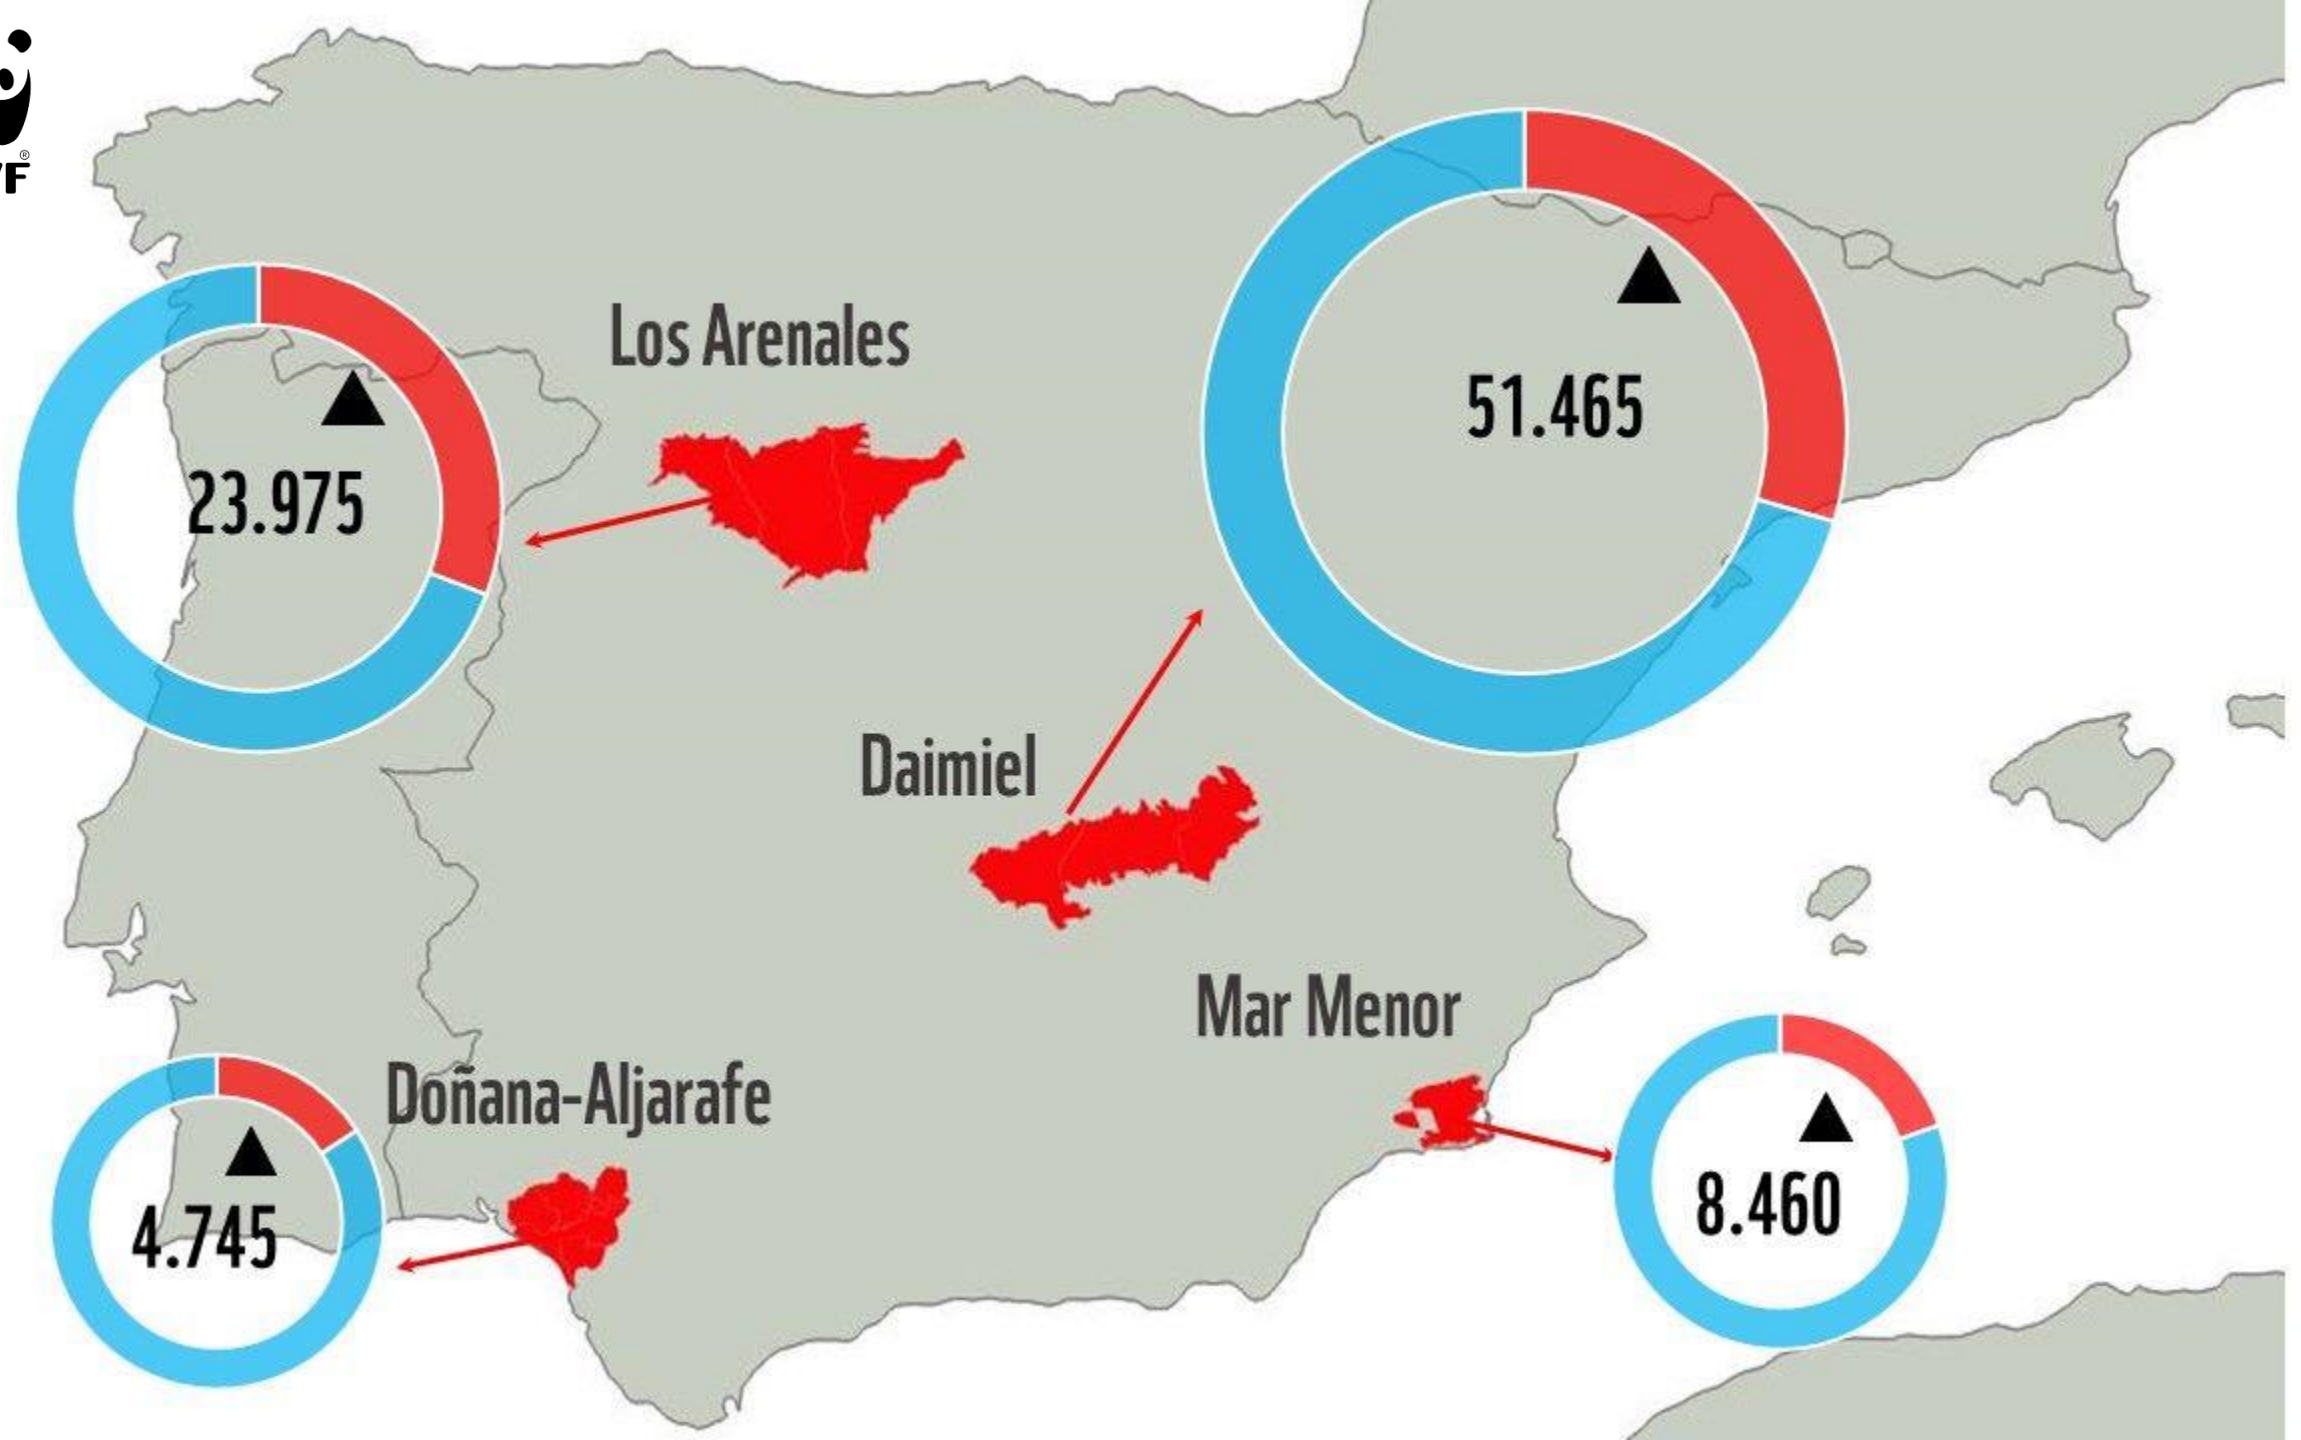 Los Arenales
51.465
23.975
Daimiel
Mar Menor
Doñana-Aljarafe
8.460
4.745